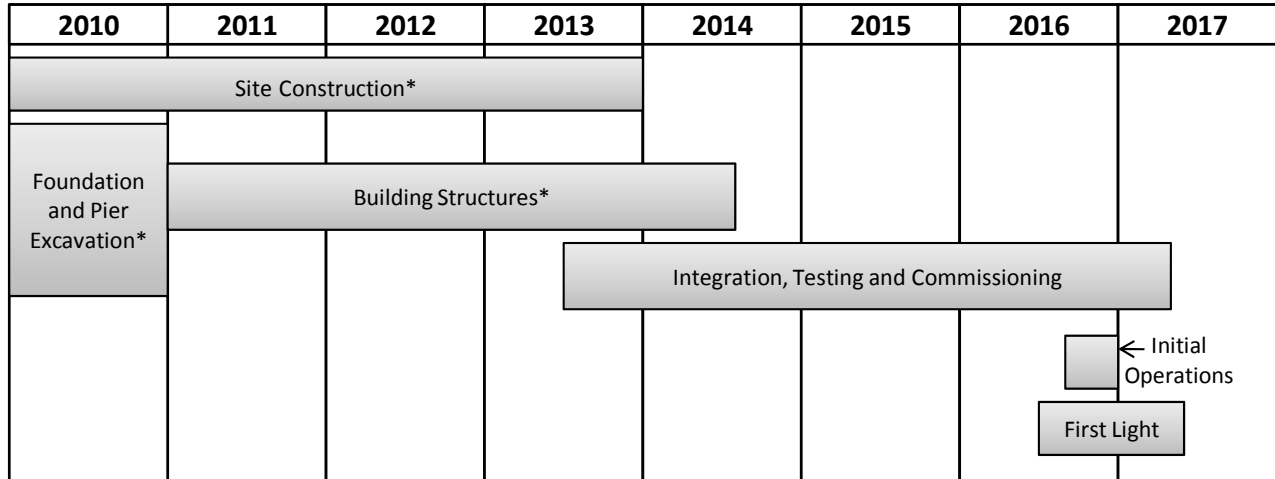 2010 2011 2012 2013 2014 2015 2016 2017
Site Construction*
Foundation
and Pier
Excavation*
Building Structures*
Integration, Testing and Commissioning
Initial
Operations
First Light